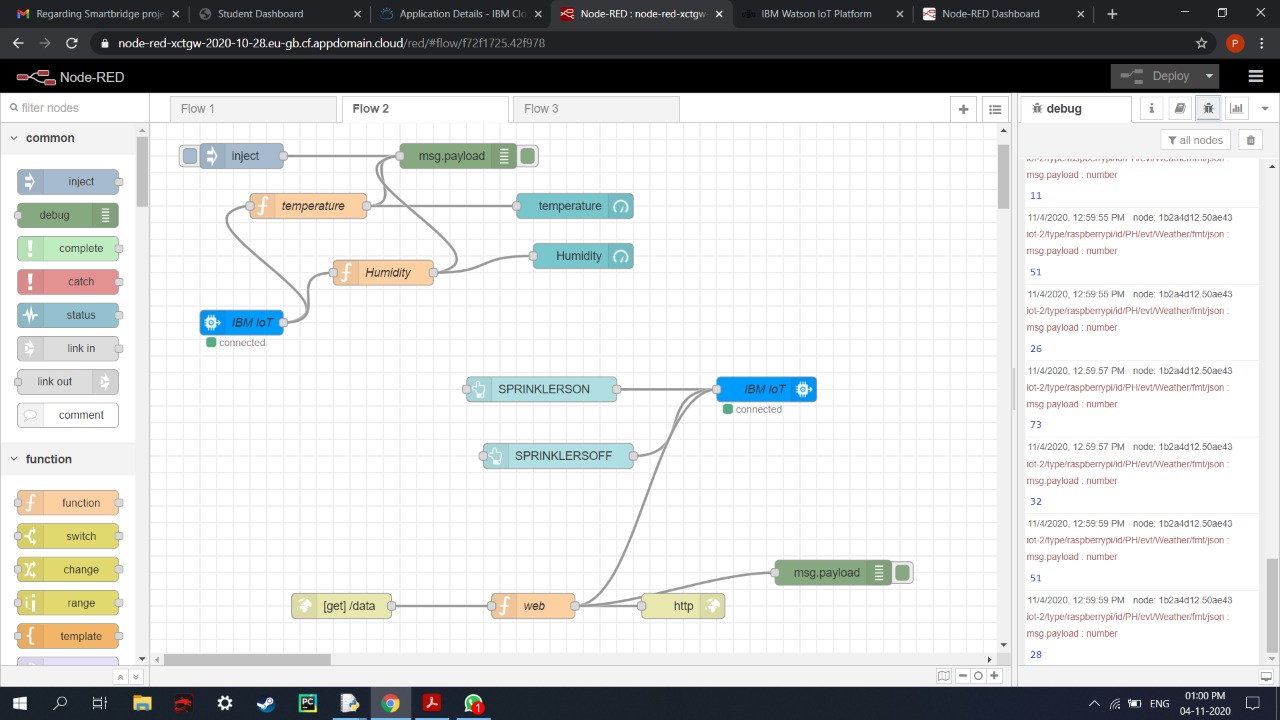 Regarding Smartbridge proje
Student Dashboard
Application Details - IBM Clo
Node-RED : node-red-xctgw
IBM Watson IoT Platform
Node-RED Dashboard
node-red-xctgw-2020-10-28.eu-gb.cf.appdomain.cloud/red/#flow/f72f1725.42f978
P
Node-RED
Deploy
filter nodes
Flow 1
Flow 2
Flow 3
debug
i
all nodes
common
inject
debug
complete
catch
status
link in
link out
comment
function
function
switch
change
range
template
inject
msg.payload
temperature
temperature
Humidity
Humidity
IBM IoT
connected
SPRINKLERSON
IBM IoT
connected
SPRINKLERSOFF
msg.payload
[get] /data
web
http
iot-2/type/raspberrypi/id/PH/evt/Weather/fmt/json :
msg.payload : number
11
11/4/2020, 12:59:55 PM node: 1b2a4d12.50ae43
iot-2/type/raspberrypi/id/PH/evt/Weather/fmt/json :
msg.payload : number
51
11/4/2020, 12:59:55 PM node: 1b2a4d12.50ae43
iot-2/type/raspberrypi/id/PH/evt/Weather/fmt/json :
msg.payload : number
26
11/4/2020, 12:59:57 PM node: 1b2a4d12.50ae43
iot-2/type/raspberrypi/id/PH/evt/Weather/fmt/json :
msg.payload : number
73
11/4/2020, 12:59:57 PM node: 1b2a4d12.50ae43
iot-2/type/raspberrypi/id/PH/evt/Weather/fmt/json :
msg.payload : number
32
11/4/2020, 12:59:59 PM node: 1b2a4d12.50ae43
iot-2/type/raspberrypi/id/PH/evt/Weather/fmt/json :
msg.payload : number
51
11/4/2020, 12:59:59 PM node: 1b2a4d12.50ae43
iot-2/type/raspberrypi/id/PH/evt/Weather/fmt/json :
msg.payload : number
28
PC
1
ENG
01:00 PM
04-11-2020